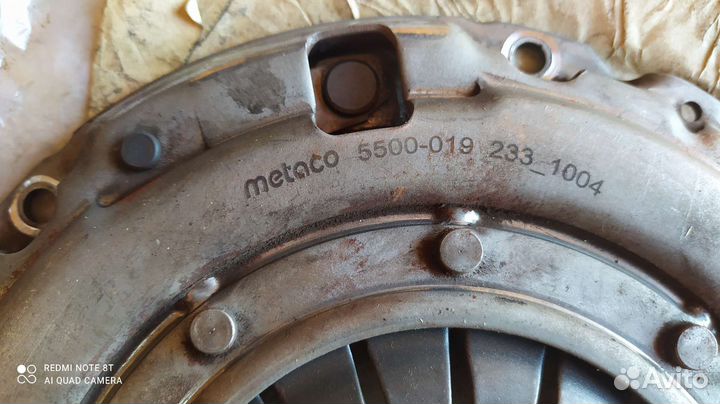 metaco 5500-019 233_1004
REDMI NOTE 8T
AI QUAD CAMERA
Avito